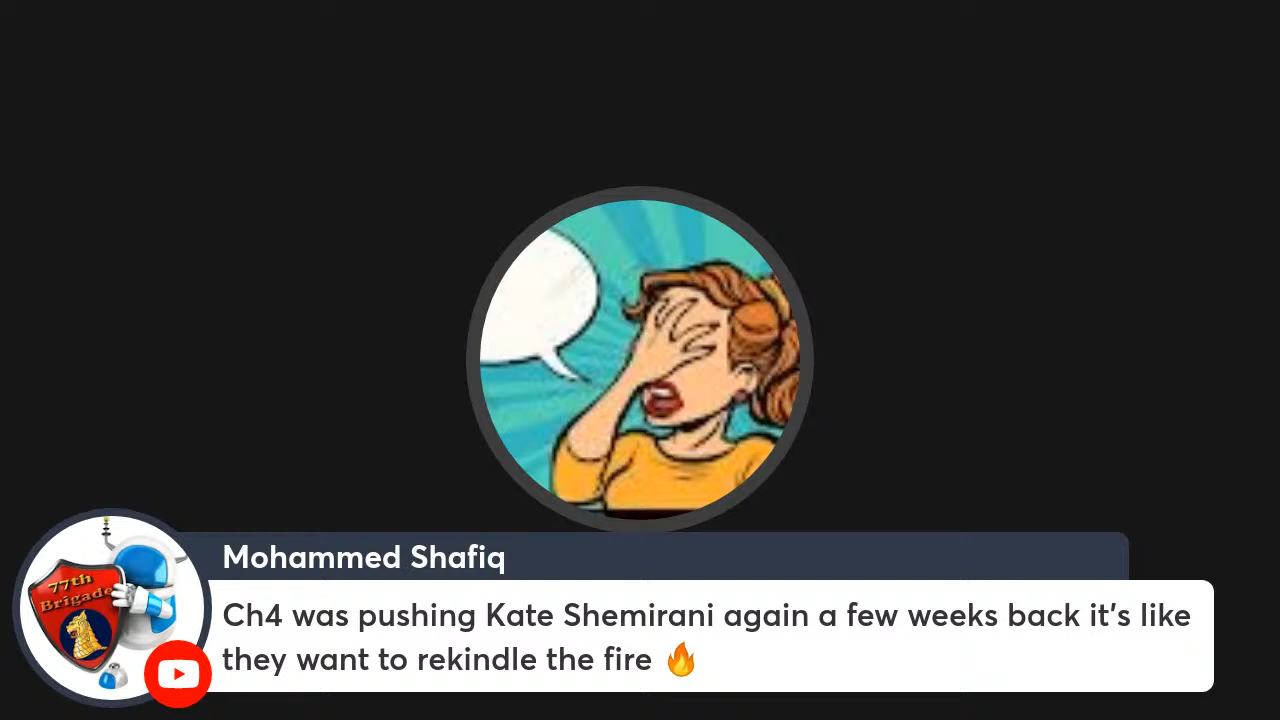 Mohammed Shafiq
77th
Brigade
Ch4 was pushing Kate Shemirani again a few weeks back it's like
they want to rekindle the fire 🔥